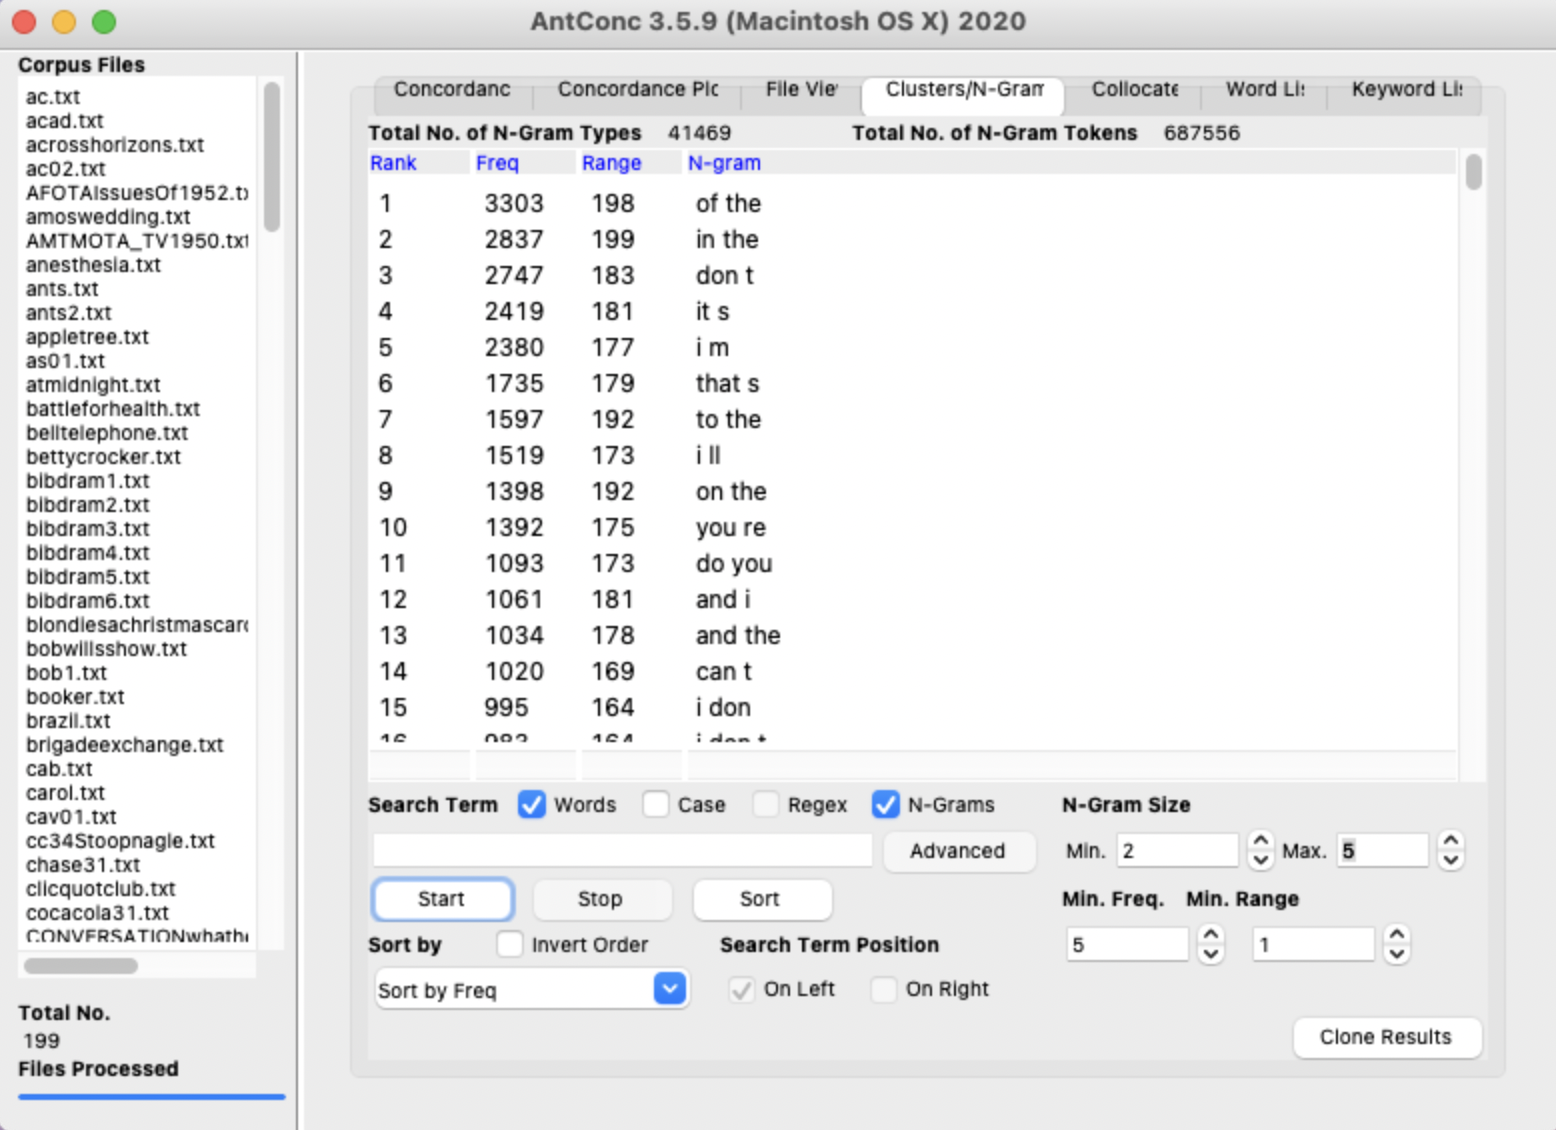 AntConc 3.5.9 (Macintosh OS X) 2020
Corpus Files
ac.txt
acad.txt
acrosshorizons.txt
ac02.txt
AFOTAIssuesOf1952.t
amoswedding.txt
AMTMOTA_TV1950.txt
anesthesia.txt
ants.txt
ants2.txt
appletree.txt
as01.txt
atmidnight.txt
battleforhealth.txt
belltelephone.txt
bettycrocker.txt
bibdram1.txt
bibdram2.txt
bibdram3.txt
bibdram4.txt
bibdram5.txt
bibdram6.txt
blondiesachristmascar
bobwillsshow.txt
bob1.txt
booker.txt
brazil.txt
brigadeexchange.txt
cab.txt
carol.txt
cav01.txt
cc34Stoopnagle.txt
chase31.txt
clicquotclub.txt
cocacola31.txt
CONVERSATIONwhath
Total No.
199
Files Processed
Concordanc Concordance Plc File Vie Clusters/N-Gram Collocate Word Lis Keyword Lis
Total No. of N-Gram Types 41469 Total No. of N-Gram Tokens 687556
Rank Freq Range N-gram
1 3303 198 of the
2 2837 199 in the
3 2747 183 don t
4 2419 181 it s
5 2380 177 i m
6 1735 179 that s
7 1597 192 to the
8 1519 173 i ll
9 1398 192 on the
10 1392 175 you re
11 1093 173 do you
12 1061 181 and i
13 1034 178 and the
14 1020 169 can t
15 995 164 i don
16 983 164 i don t
Search Term Words Case Regex N-Grams N-Gram Size
Advanced Min. 2 Max. 5
Start Stop Sort Min. Freq. Min. Range
5 1
Sort by Invert Order Search Term Position
Sort by Freq On Left On Right
Clone Results